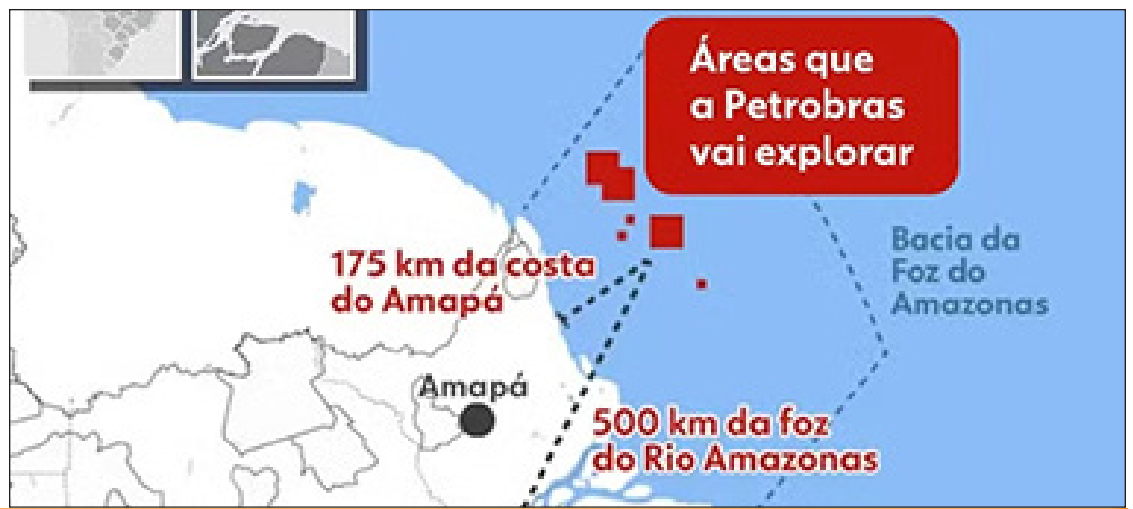 Áreas que
a Petrobras
vai explorar
175 km da costa
do Amapá
Bacia da
Foz do
Amazonas
Amapá
500 km da foz
do Rio Amazonas